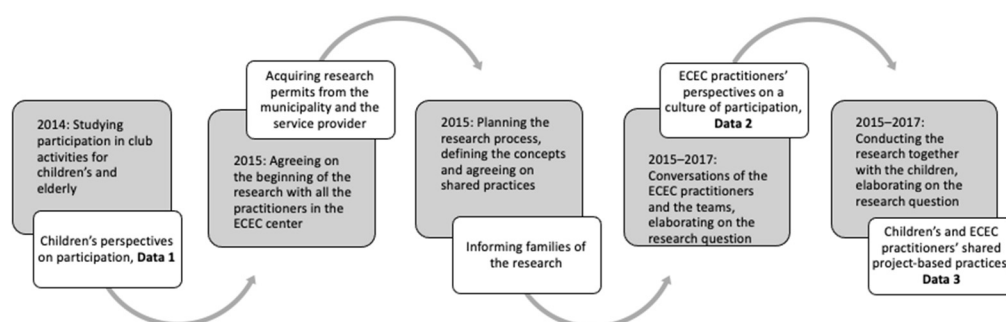 2014: Studying
participation in club
activities for
children's and
elderly
Children's perspectives
on participation, Data 1
Acquiring research
permits from the
municipality and the
service provider
2015: Agreeing on
the beginning of the
research with all the
practitioners in the
ECEC center
2015: Planning the
research process,
defining the concepts
and agreeing on
shared practices
Informing families of
the research
ECEC practitioners'
perspectives on a
culture of participation,
Data 2
2015–2017:
Conversations of the
ECEC practitioners
and the teams,
elaborating on the
research question
2015–2017:
Conducting the
research together
with the children,
elaborating on the
research question
Children's and ECEC
practitioners' shared
project-based practices
Data 3